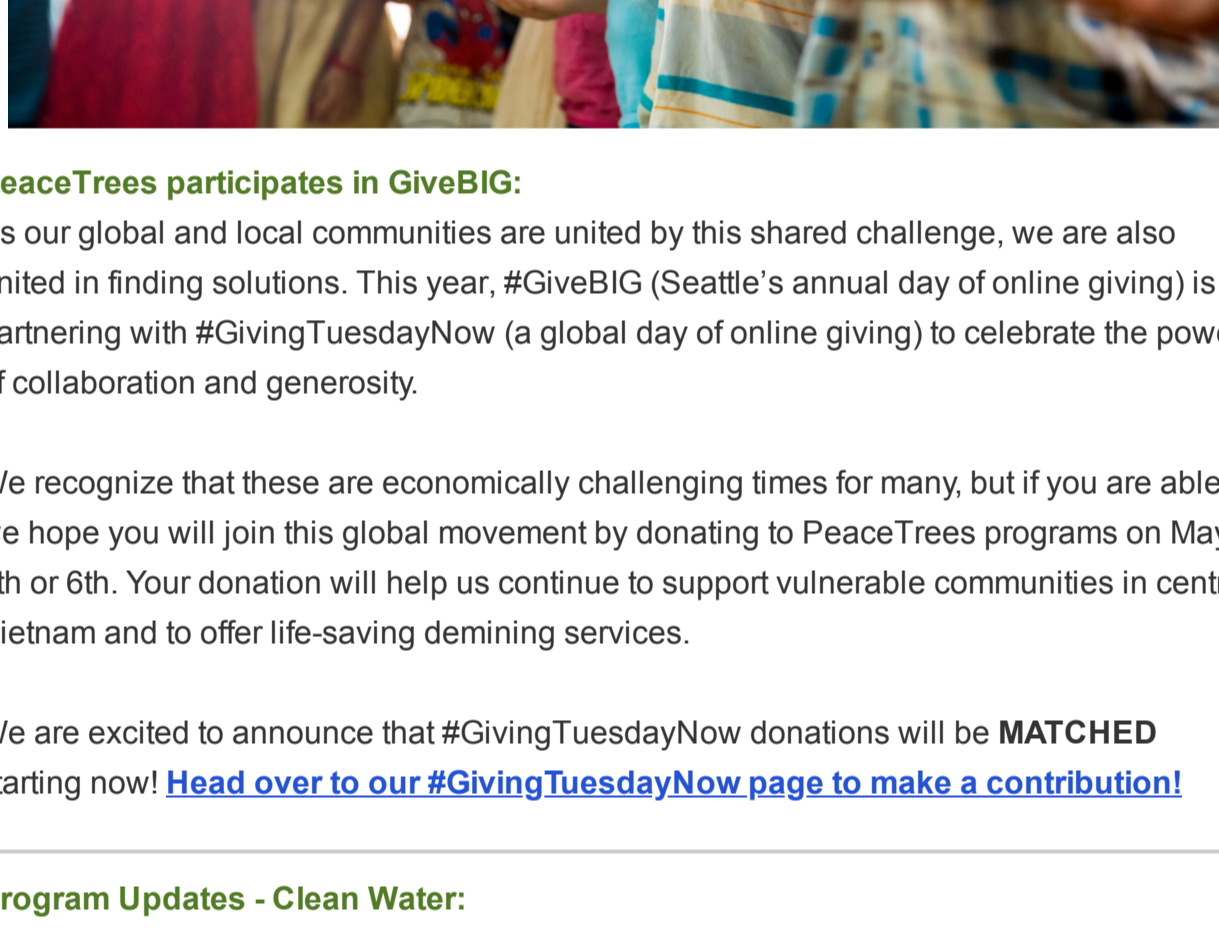 eaceTrees participates in GiveBIG:
s our global and local communities are united by this shared challenge, we are also
nited in finding solutions. This year, #GiveBIG (Seattle’s annual day of online giving) is
artnering with #GivingTuesdayNow (a global day of online giving) to celebrate the pow
f collaboration and generosity.
We recognize that these are economically challenging times for many, but if you are able
e hope you will join this global movement by donating to PeaceTrees programs on May
th or 6th. Your donation will help us continue to support vulnerable communities in cent
ietnam and to offer life-saving demining services.
We are excited to announce that #GivingTuesdayNow donations will be MATCHED
tarting now! Head over to our #GivingTuesdayNow page to make a contribution!
rogram Updates - Clean Water: